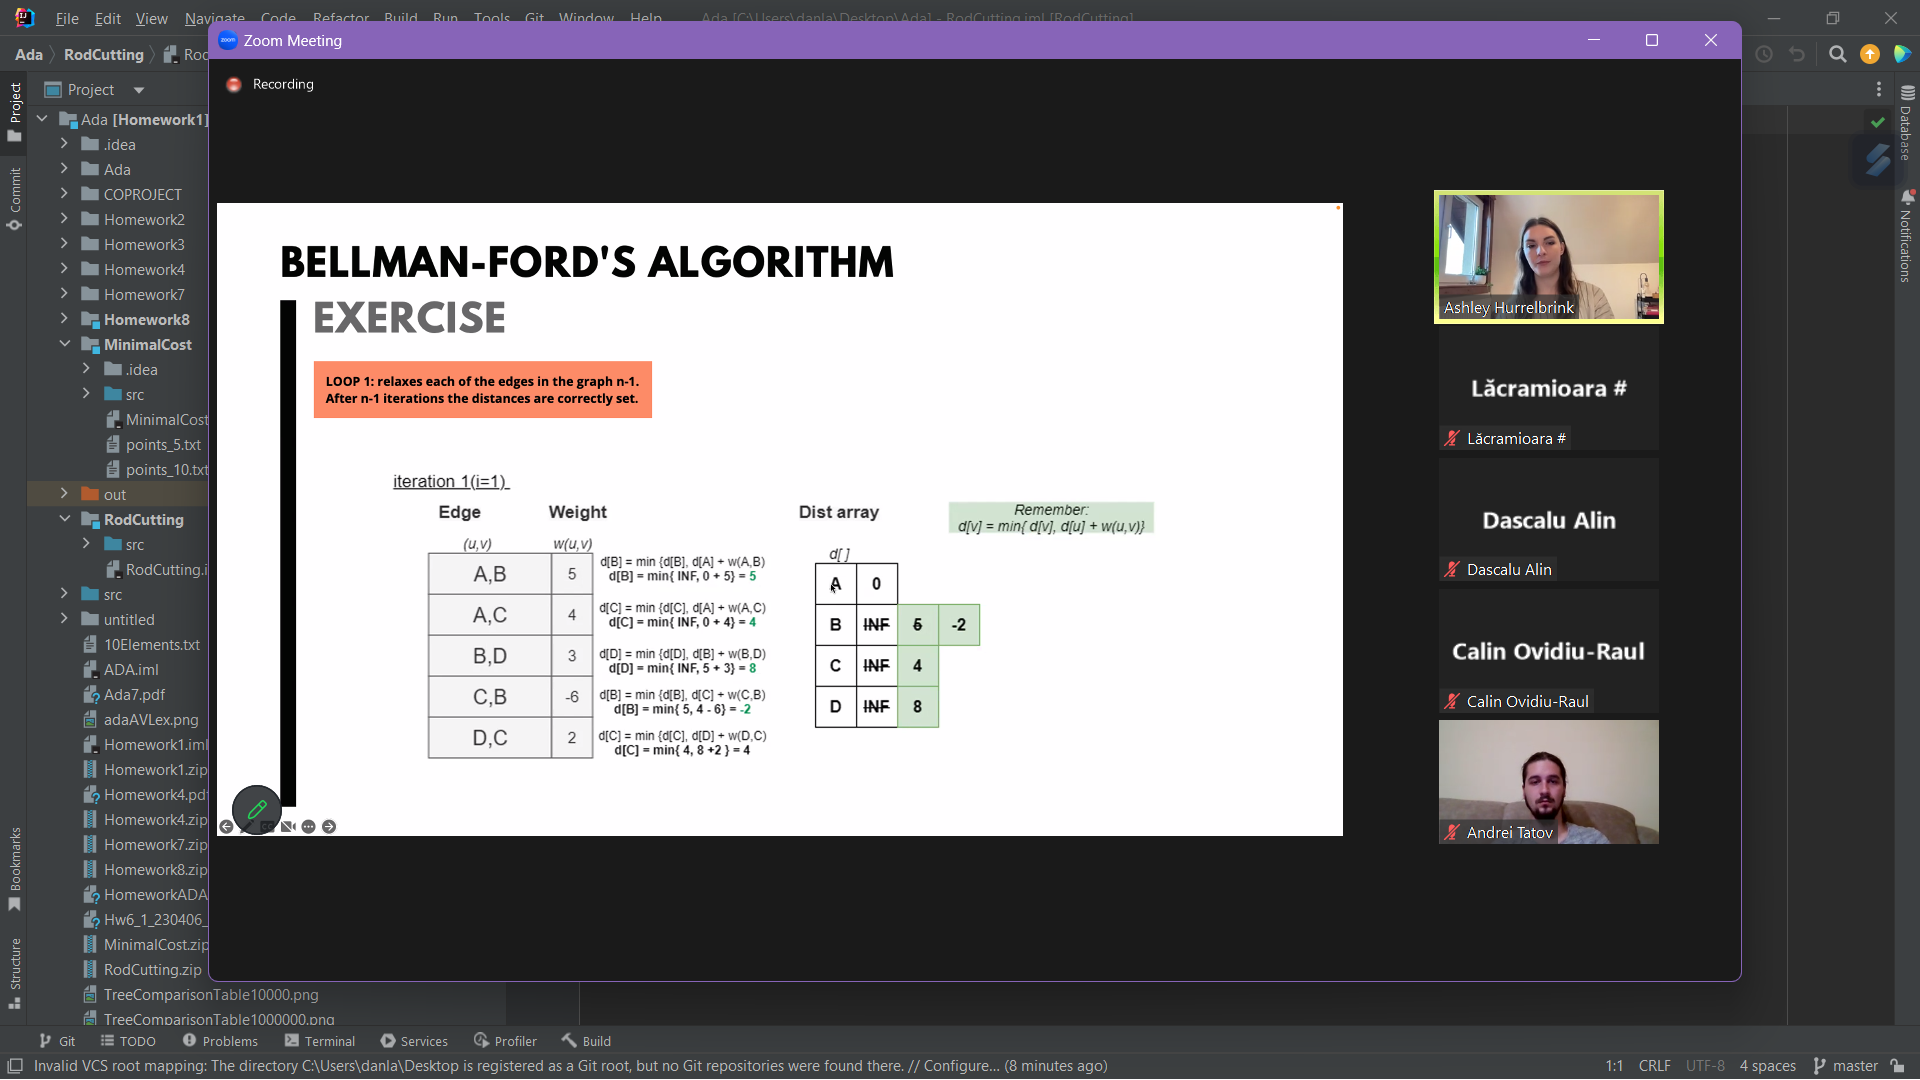 File Edit View Navigate Code Refactor Build Run Tools Git Window Help Ada [C:\Users\danla\Desktop\Ada] - RodCutting.iml [RodCutting]
zoom Zoom Meeting
Ada RodCutting
Recording
Project
Ada [Homework1]
.idea
Ada
COPROJECT
Homework2
Homework3
Homework4
Homework7
Homework8
MinimalCost
.idea
src
MinimalCost
points_5.txt
points_10.txt
out
RodCutting
src
RodCutting.i
src
untitled
10Elements.txt
ADA.iml
Ada7.pdf
adaAVLex.png
Homework1.iml
Homework1.zip
Homework4.pdf
Homework4.zip
Homework7.zip
Homework8.zip
HomeworkADA
Hw6_1_230406_
MinimalCost.zip
RodCutting.zip
TreeComparisonTable10000.png
TreeComparisonTable1000000.png
Project
Commit
Bookmarks
Structure
BELLMAN-FORD'S ALGORITHM
EXERCISE
LOOP 1: relaxes each of the edges in the graph n-1.
After n-1 iterations the distances are correctly set.
iteration 1(i=1)
Edge Weight Dist array
Remember:
d[v] = min{ d[v], d[u] + w(u,v)}
(u,v) w(u,v) d[ ]
A,B 5
d[B] = min {d[B], d[A] + w(A,B)
d[B] = min{ INF, 0 + 5} = 5
A,C 4
d[C] = min {d[C], d[A] + w(A,C)
d[C] = min{ INF, 0 + 4} = 4
B,D 3
d[D] = min {d[D], d[B] + w(B,D)
d[D] = min{ INF, 5 + 3} = 8
C,B -6
d[B] = min {d[B], d[C] + w(C,B)
d[B] = min{ 5, 4 - 6} = -2
D,C 2
d[C] = min {d[C], d[D] + w(D,C)
d[C] = min{ 4, 8 +2 } = 4
A 0
B INF 5 -2
C INF 4
D INF 8
Ashley Hurrelbrink
Lăcramioara #
Lăcramioara #
Dascalu Alin
Dascalu Alin
Calin Ovidiu-Raul
Calin Ovidiu-Raul
Andrei Tatov
Database
Notifications
Git TODO Problems Terminal Services Profiler Build
Invalid VCS root mapping: The directory C:\Users\danla\Desktop is registered as a Git root, but no Git repositories were found there. // Configure... (8 minutes ago)
1:1 CRLF UTF-8 4 spaces master